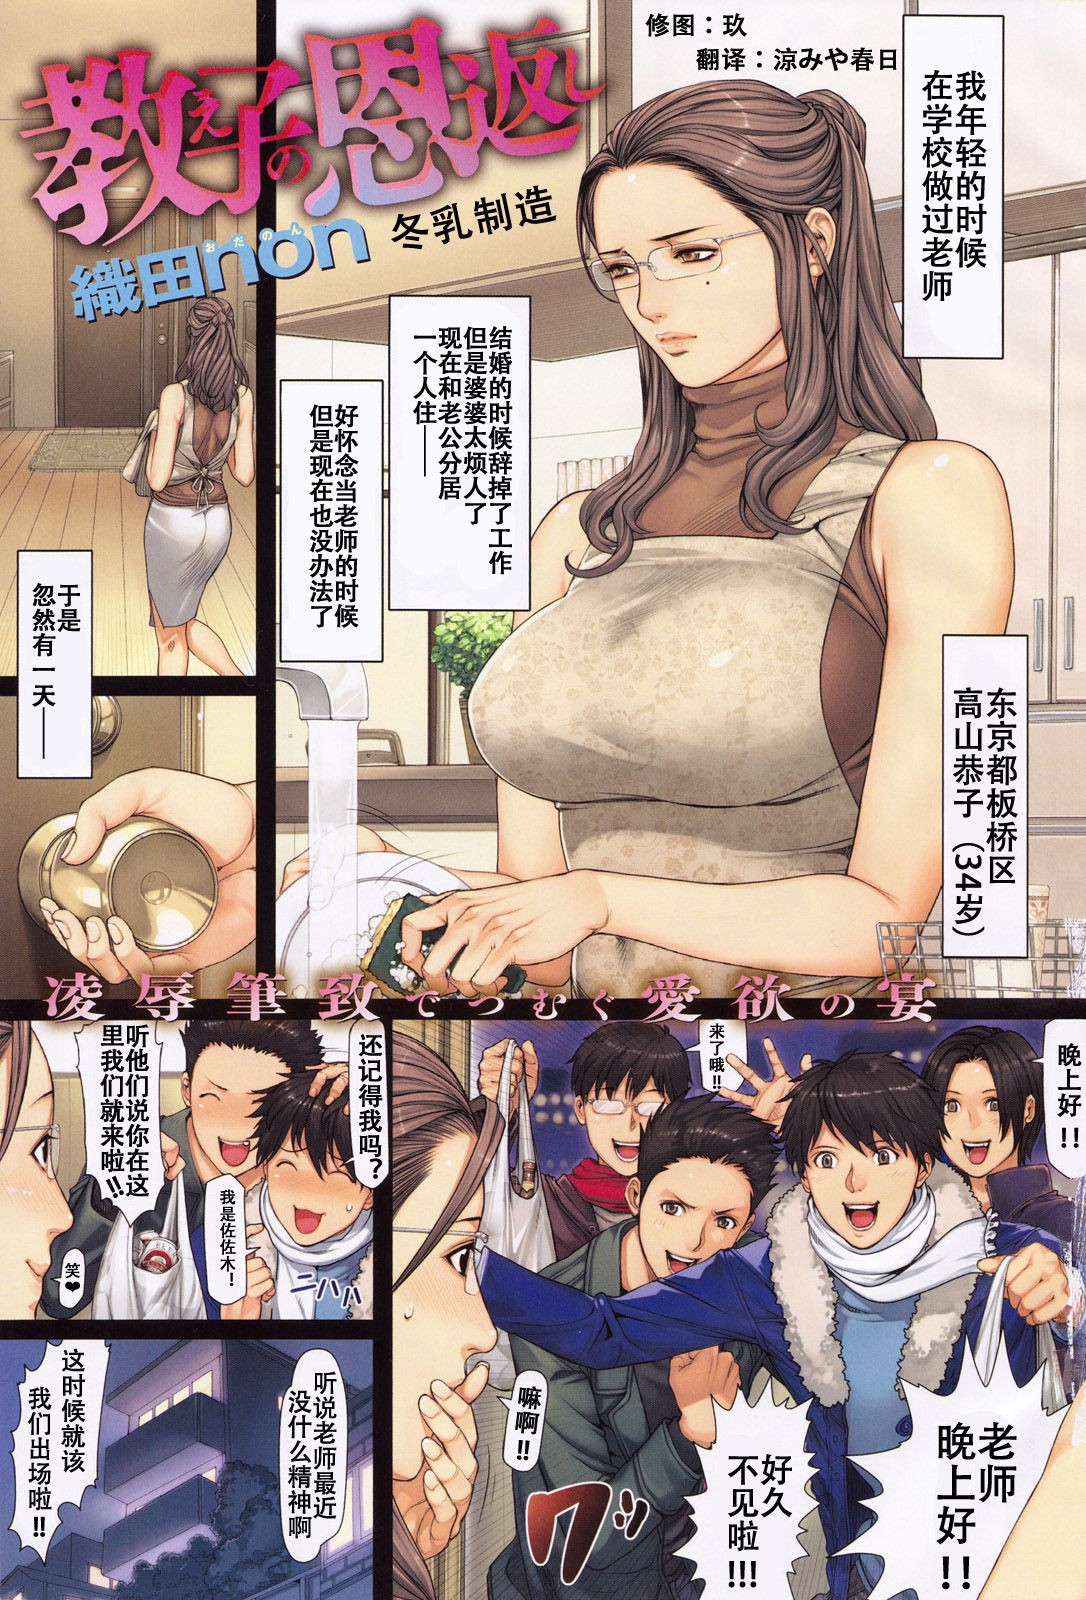 修图：玖
翻译：涼みや春日
教え子の恩返し
織田non
おだのん
冬乳制造
我年轻的时候
在学校做过老师
结婚的时候辞掉了工作
但是婆婆太烦人了
现在和老公分居
一个人住——
好怀念当老师的时候
但是现在也没办法了
东京都板桥区
高山恭子（34岁）
于是
忽然有一天——
凌辱筆致でつむぐ愛欲の宴
晚上好!!
来了哦!!
老师
晚上好!!
好久
不见啦!!!
嘛啊!!
ワッ
还记得我吗?
听他们说你在这
里我们就来啦!!
我是佐佐木!
笑❤
ニハハ
听说老师最近
没什么精神啊
这时候就该
我们出场啦!!